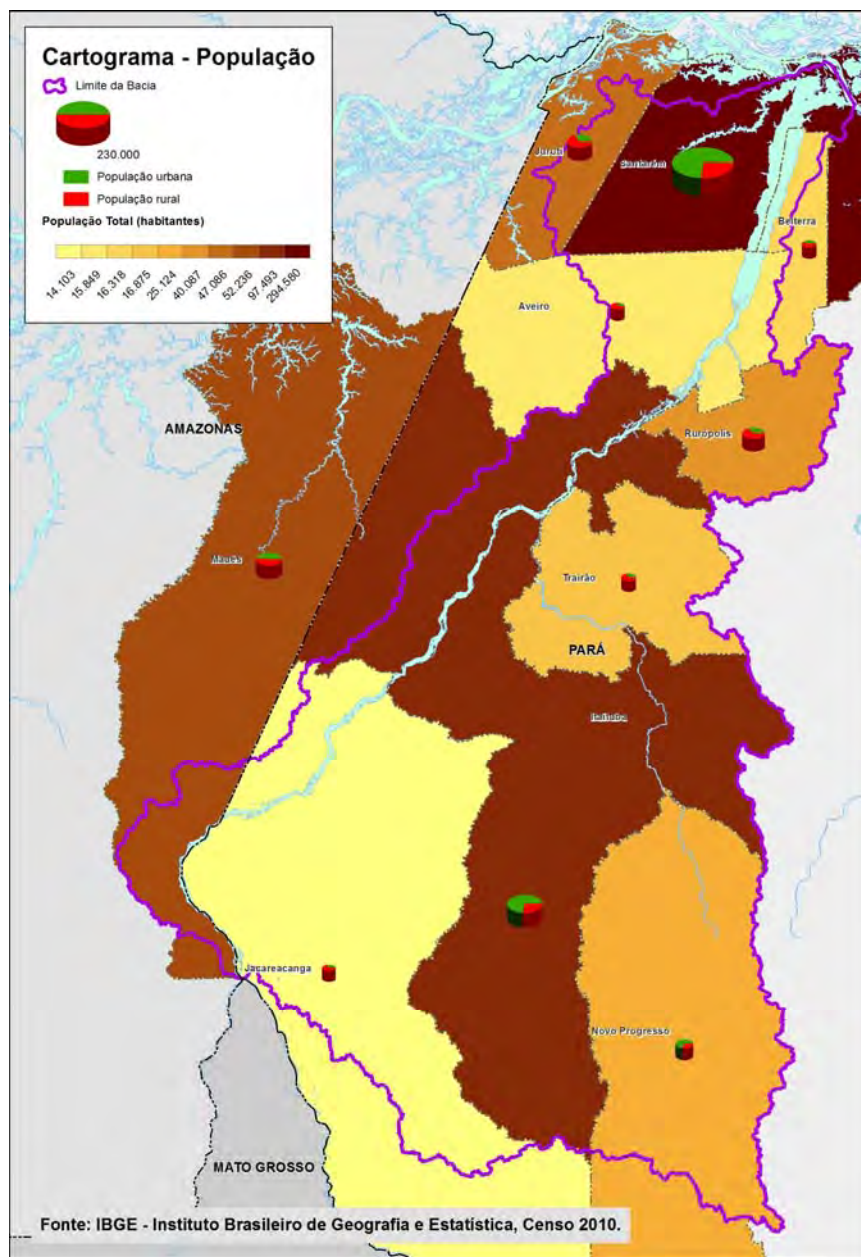 Cartograma - População
Limite da Bacia
230.000
População urbana
População rural
População Total (habitantes)
14.103
15.849
16.318
16.875
25.124
40.087
47.086
52.236
97.493
294.580
Juruti
Santarém
Belterra
Aveiro
AMAZONAS
Rurópolis
Maués
Trairão
PARÁ
Itaituba
Jacareacanga
Novo Progresso
MATO GROSSO
Fonte: IBGE - Instituto Brasileiro de Geografia e Estatística, Censo 2010.